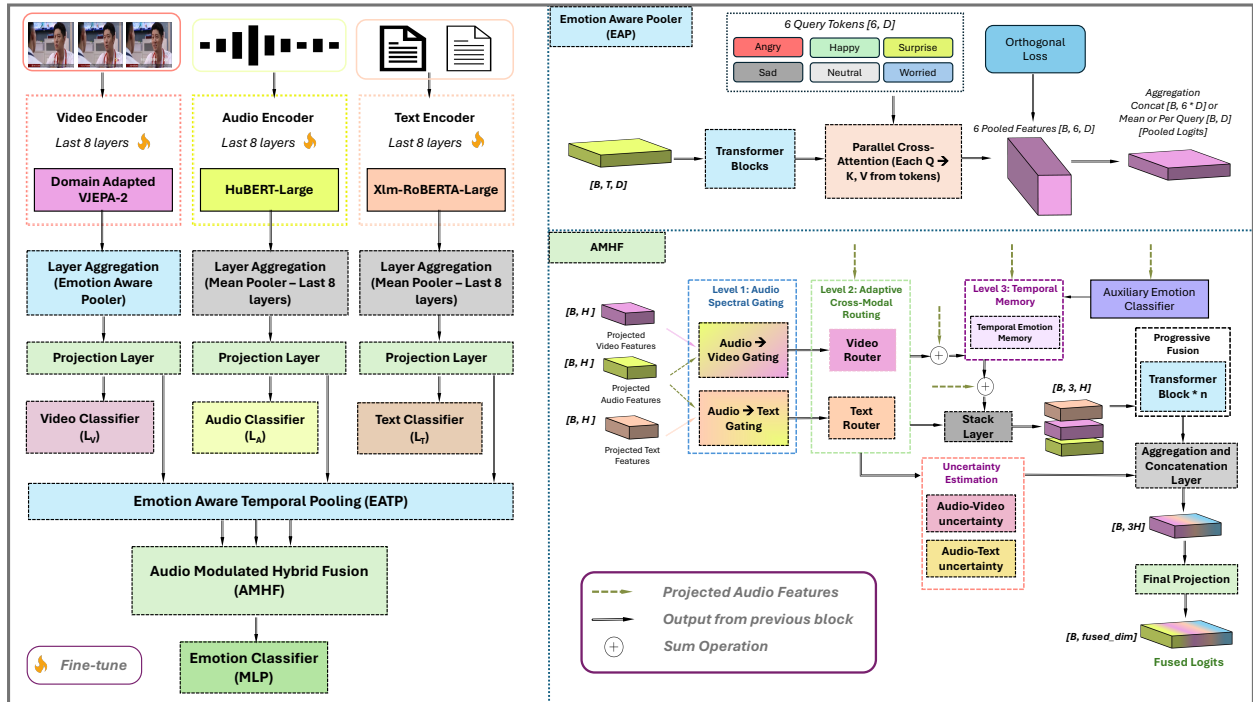 Video Encoder
Last 8 layers
Domain Adapted
VJEPA-2
Audio Encoder
Last 8 layers
HuBERT-Large
Text Encoder
Last 8 layers
Xlm-RoBERTA-Large
Layer Aggregation
(Emotion Aware
Pooler)
Layer Aggregation
(Mean Pooler – Last 8
layers)
Layer Aggregation
(Mean Pooler – Last 8
layers)
Projection Layer
Projection Layer
Projection Layer
Video Classifier
(LV)
Audio Classifier
(LA)
Text Classifier
(LT)
Emotion Aware Temporal Pooling (EATP)
Audio Modulated Hybrid Fusion
(AMHF)
Emotion Classifier
(MLP)
Fine-tune
Emotion Aware Pooler
(EAP)
6 Query Tokens [6, D]
Angry
Happy
Surprise
Sad
Neutral
Worried
Orthogonal
Loss
[B, T, D]
Transformer
Blocks
Parallel Cross-
Attention (Each Q →
K, V from tokens)
6 Pooled Features [B, 6, D]
Aggregation
Concat [B, 6 * D] or
Mean or Per Query [B, D]
[Pooled Logits]
AMHF
[B, H ]
Projected
Video Features
[B, H ]
Projected
Audio Features
[B, H ]
Projected Text
Features
Level 1: Audio
Spectral Gating
Audio →
Video Gating
Audio → Text
Gating
Level 2: Adaptive
Cross-Modal
Routing
Video
Router
Text
Router
Level 3: Temporal
Memory
Temporal Emotion
Memory
Auxiliary Emotion
Classifier
Stack
Layer
[B, 3, H]
Progressive
Fusion
Transformer
Block * n
Uncertainty
Estimation
Audio-Video
uncertainty
Audio-Text
uncertainty
Aggregation and
Concatenation
Layer
[B, 3H]
Final Projection
[B, fused_dim]
Fused Logits
Projected Audio Features
Output from previous block
Sum Operation